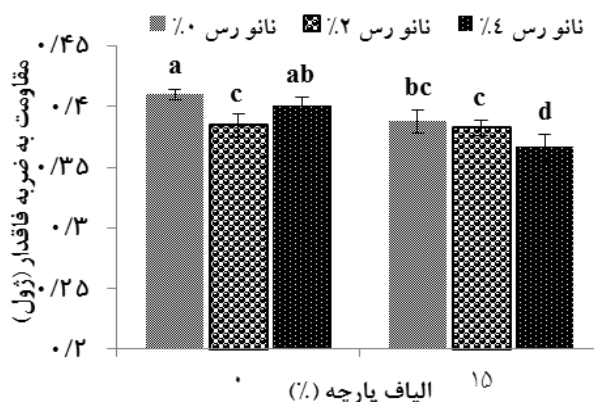 نانو رس ۰٪ نانو رس ۲٪ نانو رس ٤٪
مقاومت به ضربه فاقدار (ژول)
۰/۴۵
۰/۴
۰/۳۵
۰/۳
۰/۲۵
۰/۲
a c ab bc c d
۰ ۱۵
الیاف پارچه (٪)